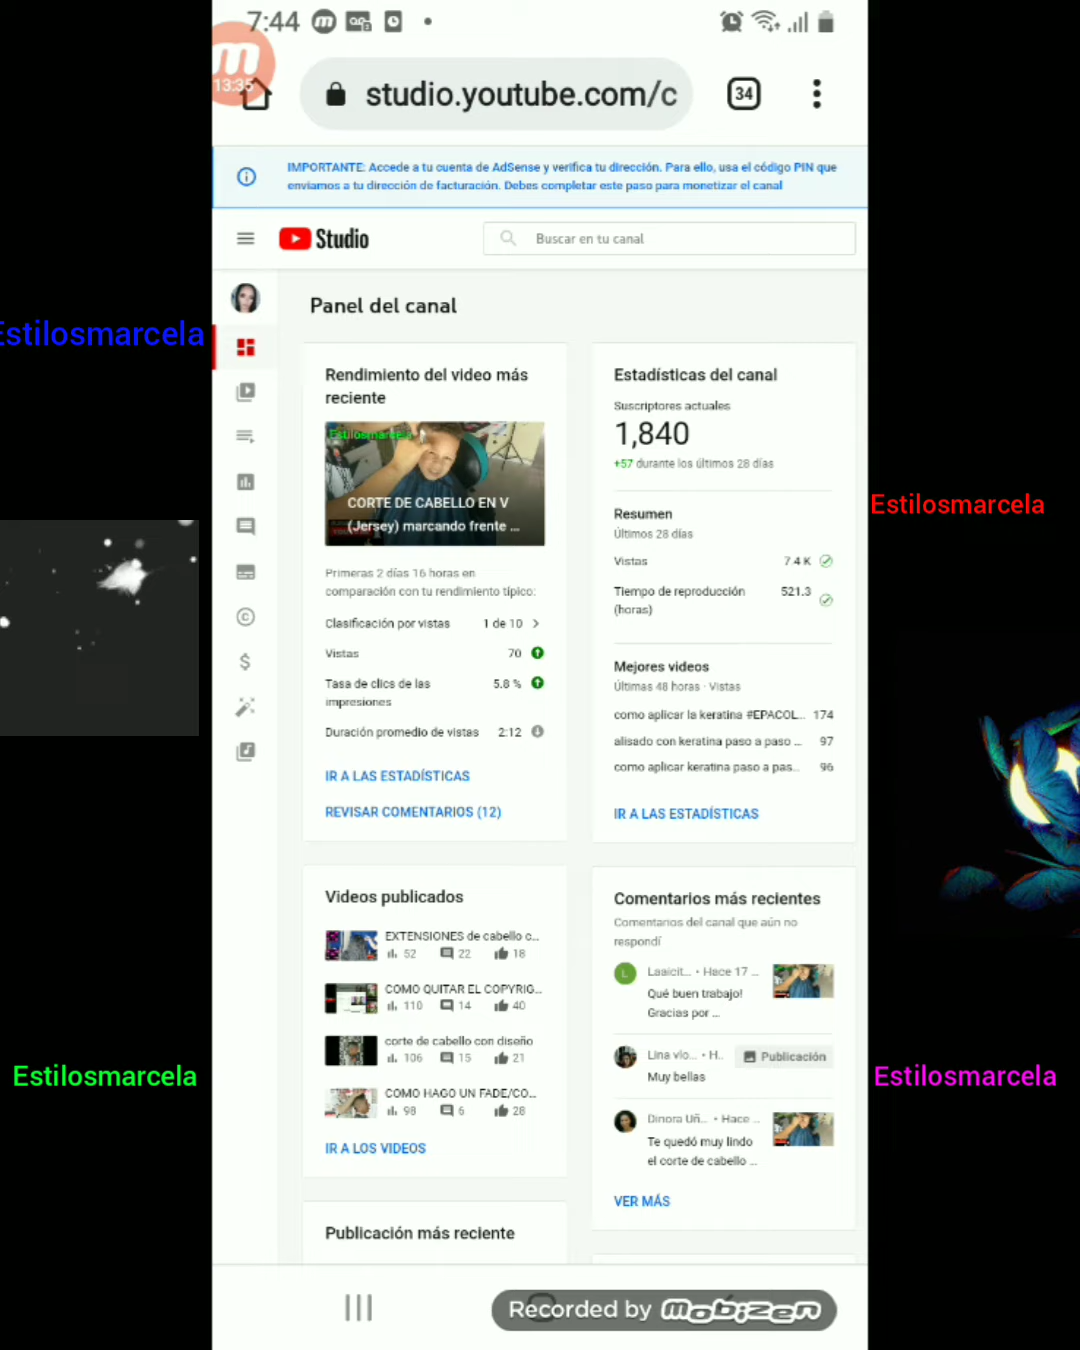 7:44
13:35
studio.youtube.com/c
34
IMPORTANTE: Accede a tu cuenta de AdSense y verifica tu dirección. Para ello, usa el código PIN que
enviamos a tu dirección de facturación. Debes completar este paso para monetizar el canal
Studio
Buscar en tu canal
Panel del canal
Estilosmarcela
Rendimiento del video más
reciente
Estilosmarcela
CORTE DE CABELLO EN V
(Jersey) marcando frente ...
Primeras 2 días 16 horas en
comparación con tu rendimiento típico:
Clasificación por vistas 1 de 10
Vistas 70
Tasa de clics de las 5.8 %
impresiones
Duración promedio de vistas 2:12
IR A LAS ESTADÍSTICAS
REVISAR COMENTARIOS (12)
Estadísticas del canal
Suscriptores actuales
1,840
+57 durante los últimos 28 días
Resumen
Últimos 28 días
Vistas 7.4 K
Tiempo de reproducción 521.3
(horas)
Mejores videos
Últimas 48 horas · Vistas
como aplicar la keratina #EPACOL... 174
alisado con keratina paso a paso ... 97
como aplicar keratina paso a pas... 96
IR A LAS ESTADÍSTICAS
Estilosmarcela
Videos publicados
EXTENSIONES de cabello c...
52 22 18
COMO QUITAR EL COPYRIG...
110 14 40
corte de cabello con diseño
106 15 21
COMO HAGO UN FADE/CO...
98 6 28
IR A LOS VIDEOS
Comentarios más recientes
Comentarios del canal que aún no
respondí
L
Laaicit... • Hace 17 ...
Qué buen trabajo!
Gracias por ...
Lina vlo... • H.. Publicación
Muy bellas
Dinora Uñ... • Hace ...
Te quedó muy lindo
el corte de cabello ...
VER MÁS
Estilosmarcela
Estilosmarcela
Publicación más reciente
Recorded by mobizen